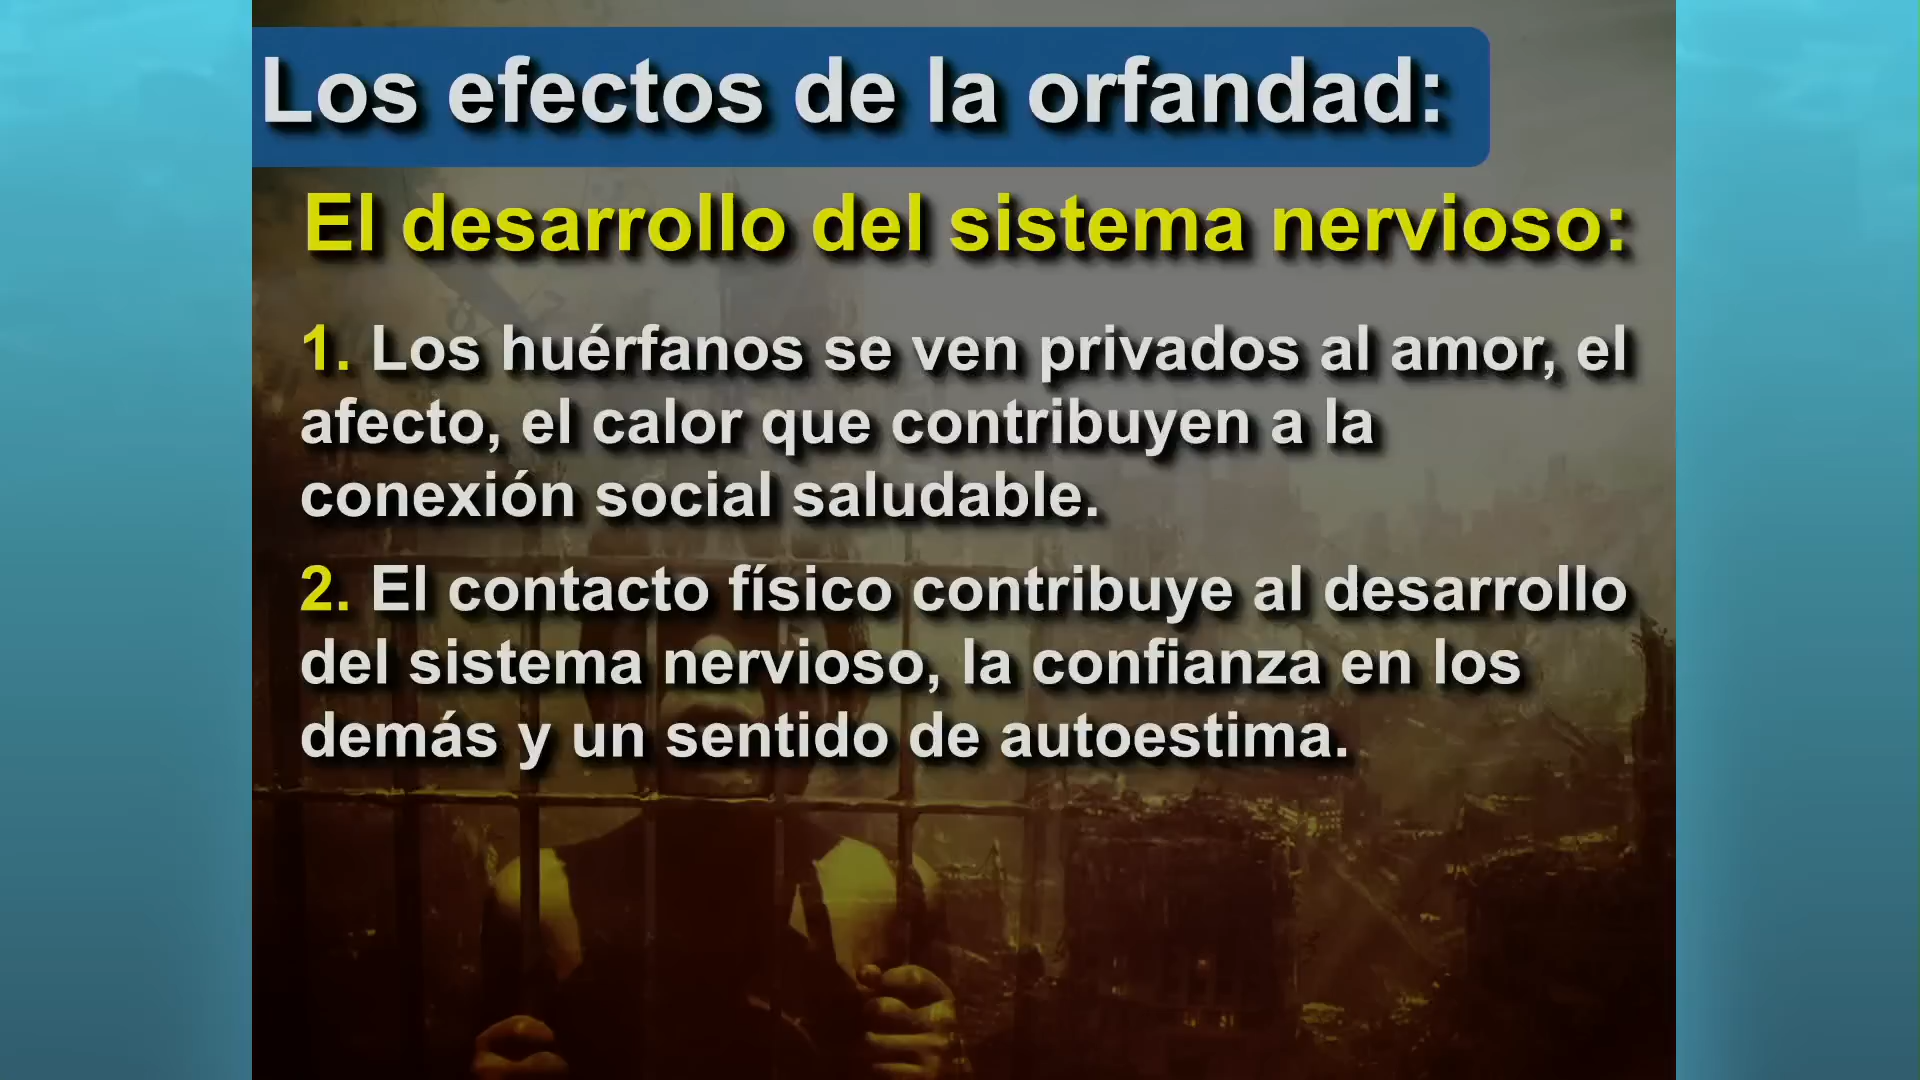 Los efectos de la orfandad:
El desarrollo del sistema nervioso:
1. Los huérfanos se ven privados al amor, el
afecto, el calor que contribuyen a la
conexión social saludable.
2. El contacto físico contribuye al desarrollo
del sistema nervioso, la confianza en los
demás y un sentido de autoestima.